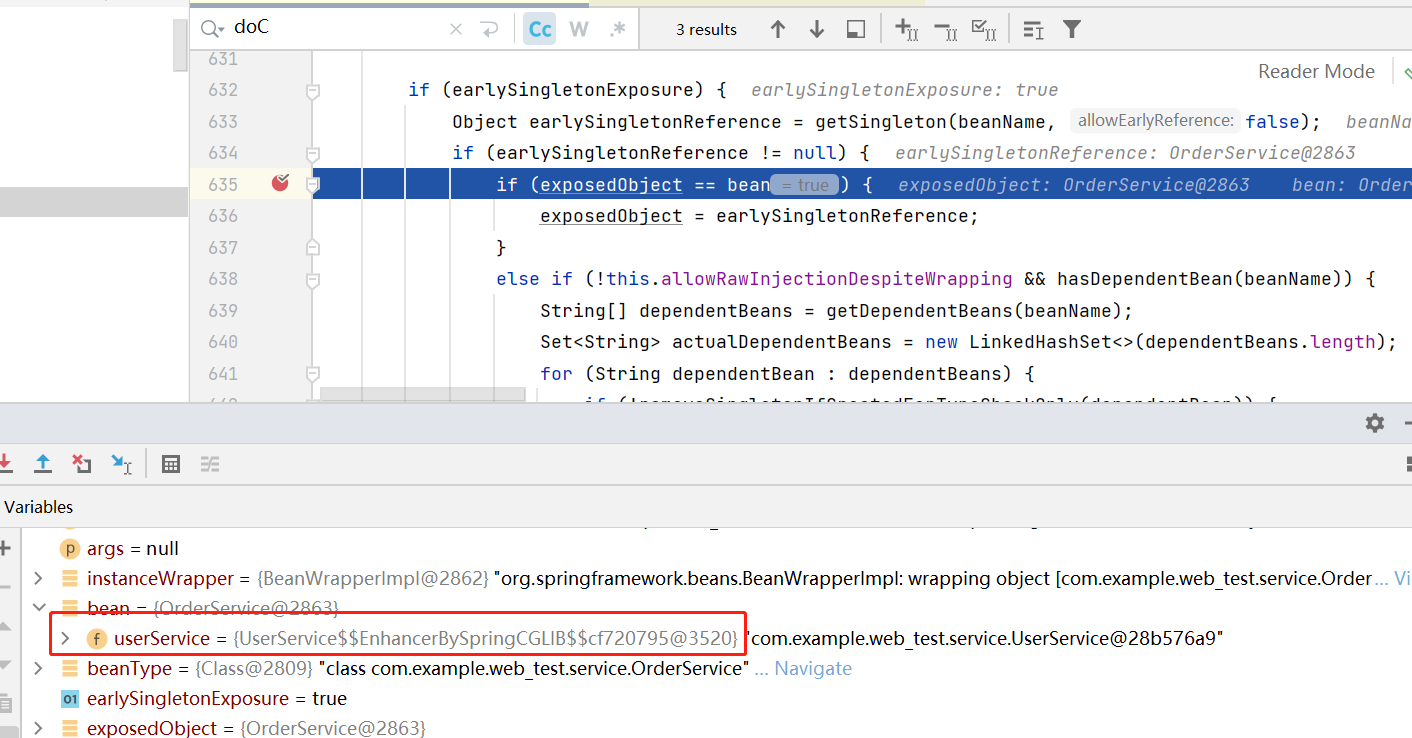 doC
Cc W .* 3 results
631
Reader Mode
632 if (earlySingletonExposure) { earlySingletonExposure: true
633 Object earlySingletonReference = getSingleton(beanName, allowEarlyReference: false); beanNa
634 if (earlySingletonReference != null) { earlySingletonReference: OrderService@2863
635 if (exposedObject == bean = true ) { exposedObject: OrderService@2863 bean: Order
636 exposedObject = earlySingletonReference;
637 }
638 else if (!this.allowRawInjectionDespiteWrapping && hasDependentBean(beanName)) {
639 String[] dependentBeans = getDependentBeans(beanName);
640 Set<String> actualDependentBeans = new LinkedHashSet<>(dependentBeans.length);
641 for (String dependentBean : dependentBeans) {
Variables
p args = null
instanceWrapper = {BeanWrapperImpl@2862} "org.springframework.beans.BeanWrapperImpl: wrapping object [com.example.web_test.service.Order ... Vi
bean = {OrderService@2863}
f userService = {UserService$$EnhancerBySpringCGLIB$$cf720795@3520} "com.example.web_test.service.UserService@28b576a9"
beanType = {Class@2809} "class com.example.web_test.service.OrderService" ... Navigate
01 earlySingletonExposure = true
exposedObject = {OrderService@2863}